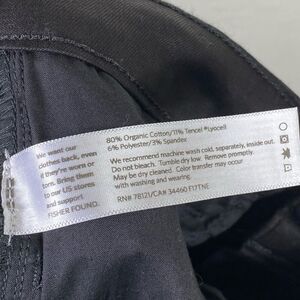 We want our
clothes back, even
if they're worn or
torn. Bring them
to our US stores
and support
FISHER FOUND.
80% Organic Cotton/11% Tencel ®Lyocell
6% Polyester/3% Spandex
We recommend machine wash cold, separately, inside out.
Do not bleach. Tumble dry low. Remove promptly.
May be dry cleaned. Color transfer may occur
with washing and wearing.
RN# 78121/CA# 34460 E17TNE